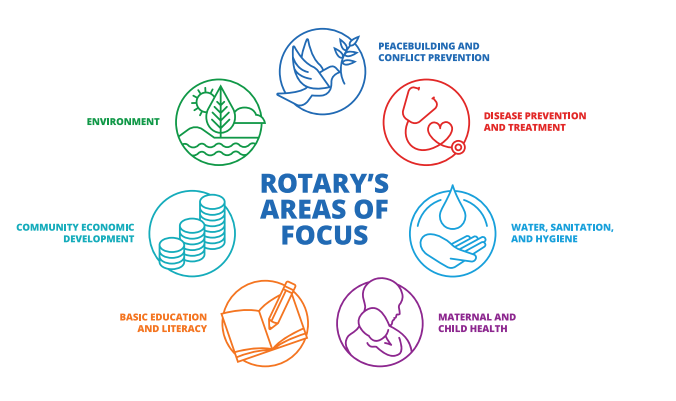 PEACEBUILDING AND
CONFLICT PREVENTION
ENVIRONMENT
DISEASE PREVENTION
AND TREATMENT
ROTARY’S
AREAS OF
FOCUS
COMMUNITY ECONOMIC
DEVELOPMENT
WATER, SANITATION,
AND HYGIENE
BASIC EDUCATION
AND LITERACY
MATERNAL AND
CHILD HEALTH